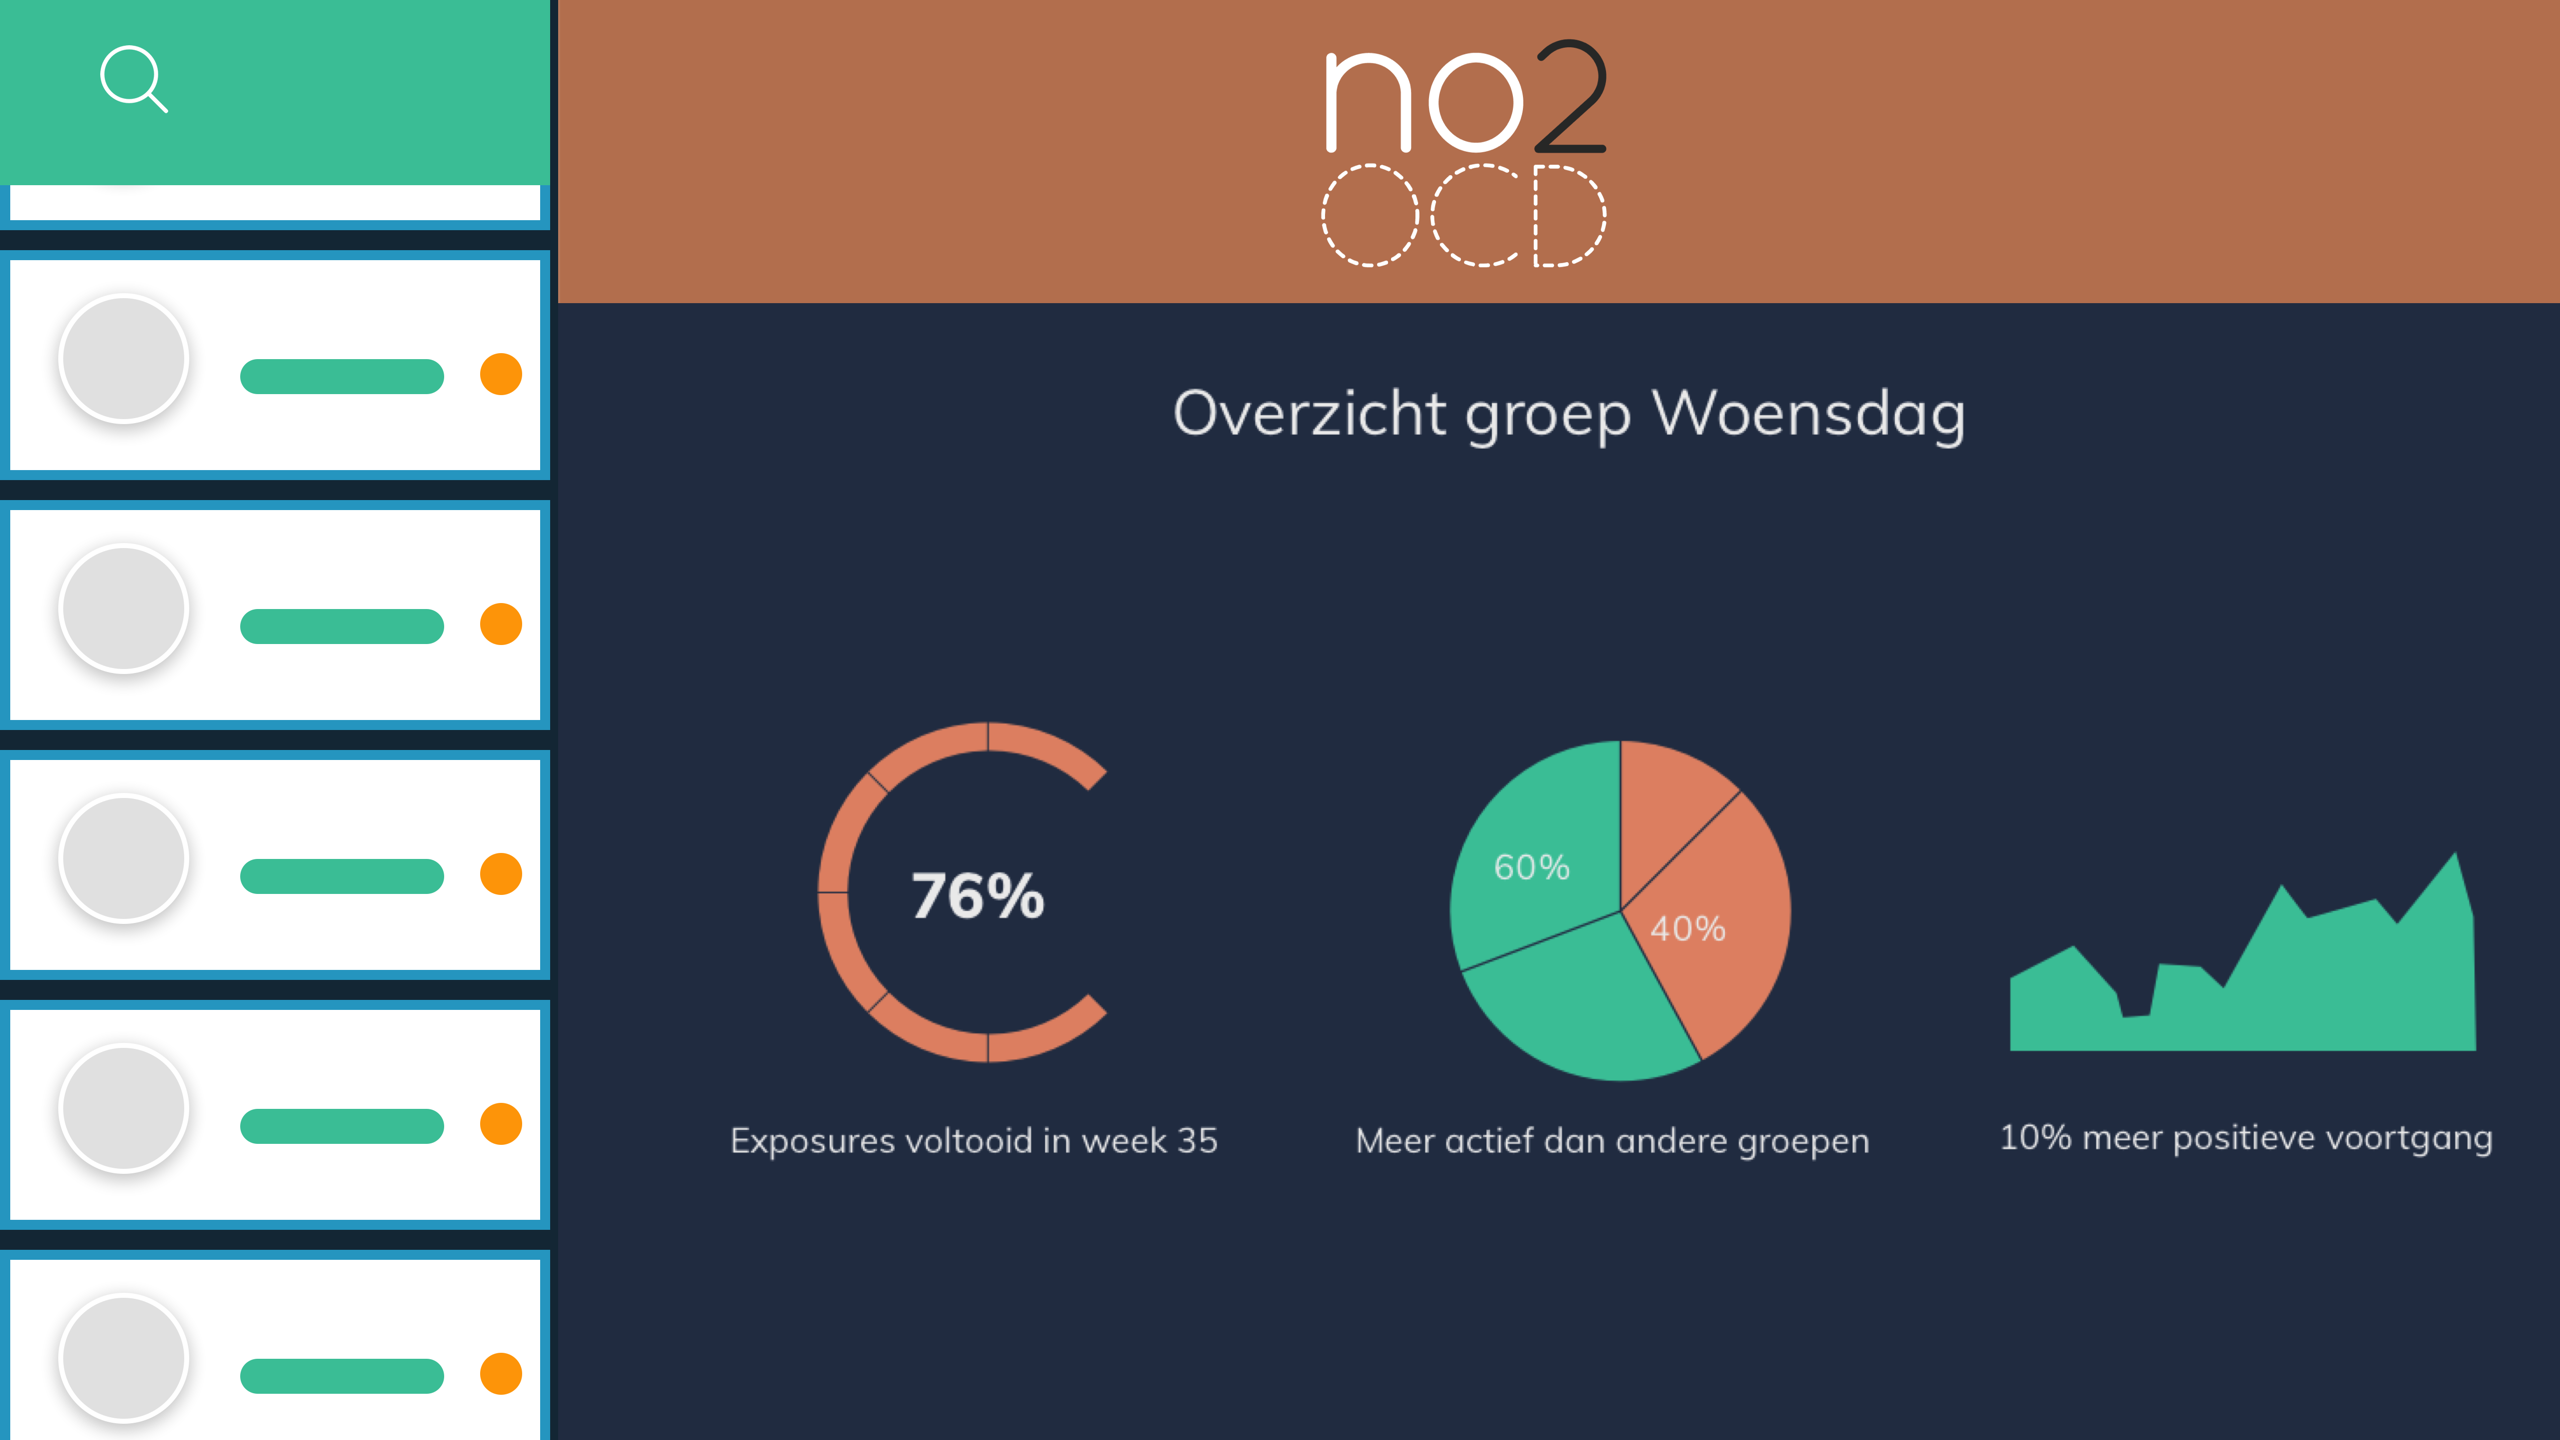 no2
OCD
Overzicht groep Woensdag
76%
60%
40%
Exposures voltooid in week 35
Meer actief dan andere groepen
10% meer positieve voortgang